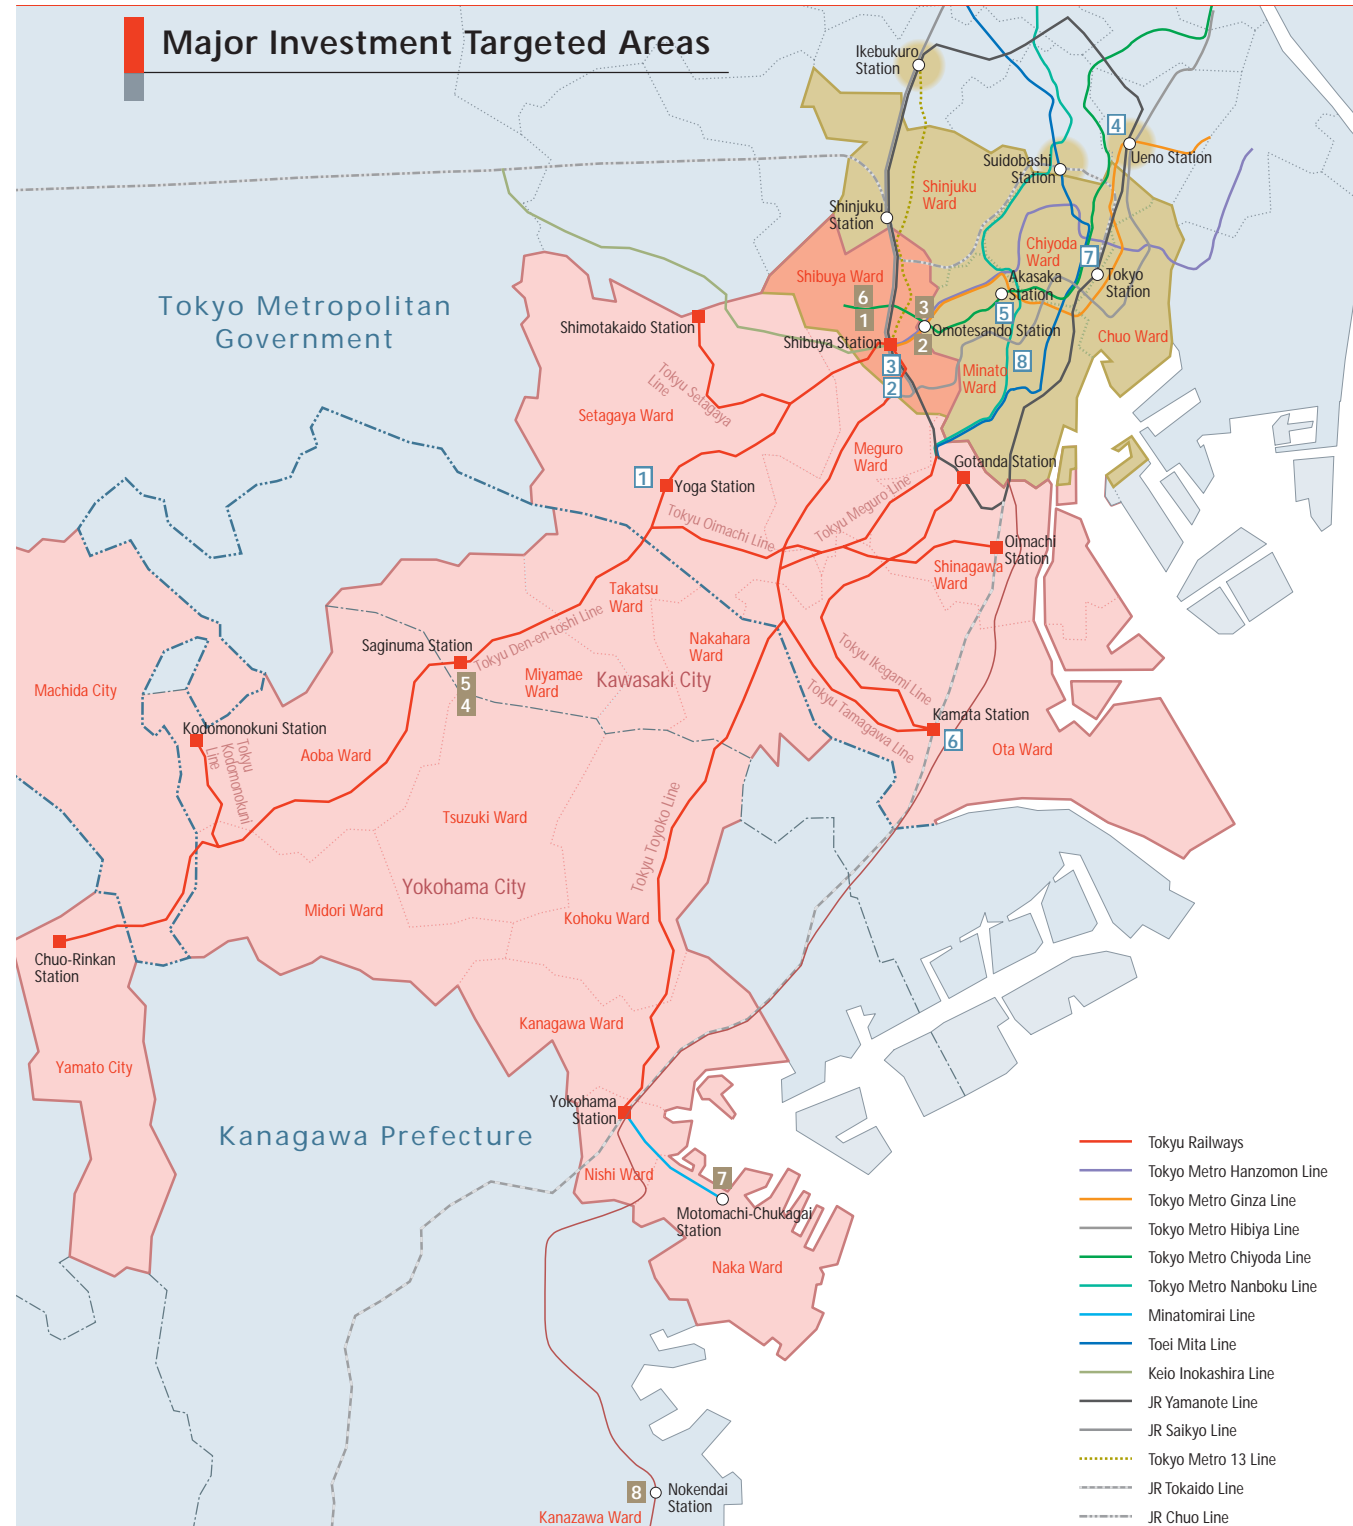 Major Investment Targeted Areas
Ikebukuro
Station
4
Ueno Station
Suidobashi
Station
Shinjuku
Ward
Shinjuku
Station
Chiyoda
Ward
7
Tokyo
Station
Akasaka
Station
5
Shibuya Ward
6
1
3
Omotesando Station
2
Chuo Ward
Tokyo Metropolitan
Government
Shimotakaido Station
Shibuya Station
3
2
8
Minato
Ward
Tokyu Setagaya
Line
Setagaya Ward
Meguro
Ward
Gotanda Station
1
Yoga Station
Tokyu Meguro Line
Tokyu Oimachi Line
Oimachi
Station
Shinagawa
Ward
Takatsu
Ward
Tokyu Den-en-toshi Line
Nakahara
Ward
Saginuma Station
5
4
Miyamae
Ward
Kawasaki City
Tokyu Ikegami Line
Tokyu Tamagawa Line
Machida City
Kodomonokuni Station
Tokyu
Kodomonokuni
Line
Aoba Ward
Kamata Station
6
Ota Ward
Tsuzuki Ward
Tokyu Toyoko Line
Yokohama City
Midori Ward
Kohoku Ward
Chuo-Rinkan
Station
Kanagawa Ward
Yamato City
Yokohama
Station
Kanagawa Prefecture
Nishi Ward
7
Motomachi-Chukagai
Station
Naka Ward
8
Nokendai
Station
Kanazawa Ward
Tokyu Railways
Tokyo Metro Hanzomon Line
Tokyo Metro Ginza Line
Tokyo Metro Hibiya Line
Tokyo Metro Chiyoda Line
Tokyo Metro Nanboku Line
Minatomirai Line
Toei Mita Line
Keio Inokashira Line
JR Yamanote Line
JR Saikyo Line
Tokyo Metro 13 Line
JR Tokaido Line
JR Chuo Line